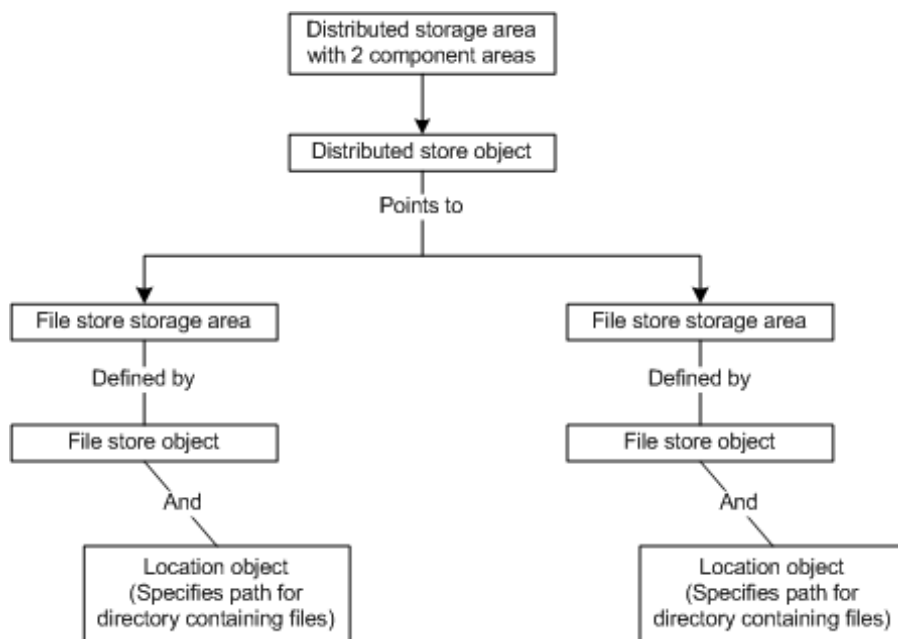 Distributed storage area
with 2 component areas
Distributed store object
Points to
File store storage area
File store storage area
Defined by
Defined by
File store object
File store object
And
And
Location object
(Specifies path for
directory containing files)
Location object
(Specifies path for
directory containing files)